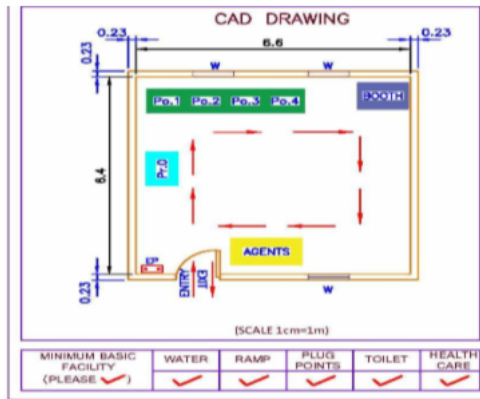 CAD DRAWING
0.23 6.6 0.23
W W
0.23
Po.1 Po.2 Po.3 Po.4 BOOTH
6.4
Pr.O
AGENTS
EP
ENTRY EXIT
0.23
W
(SCALE 1cm=1m)
MINIMUM BASIC FACILITY (PLEASE ✓) WATER RAMP PLUG POINTS TOILET HEALTH CARE
✓ ✓ ✓ ✓ ✓